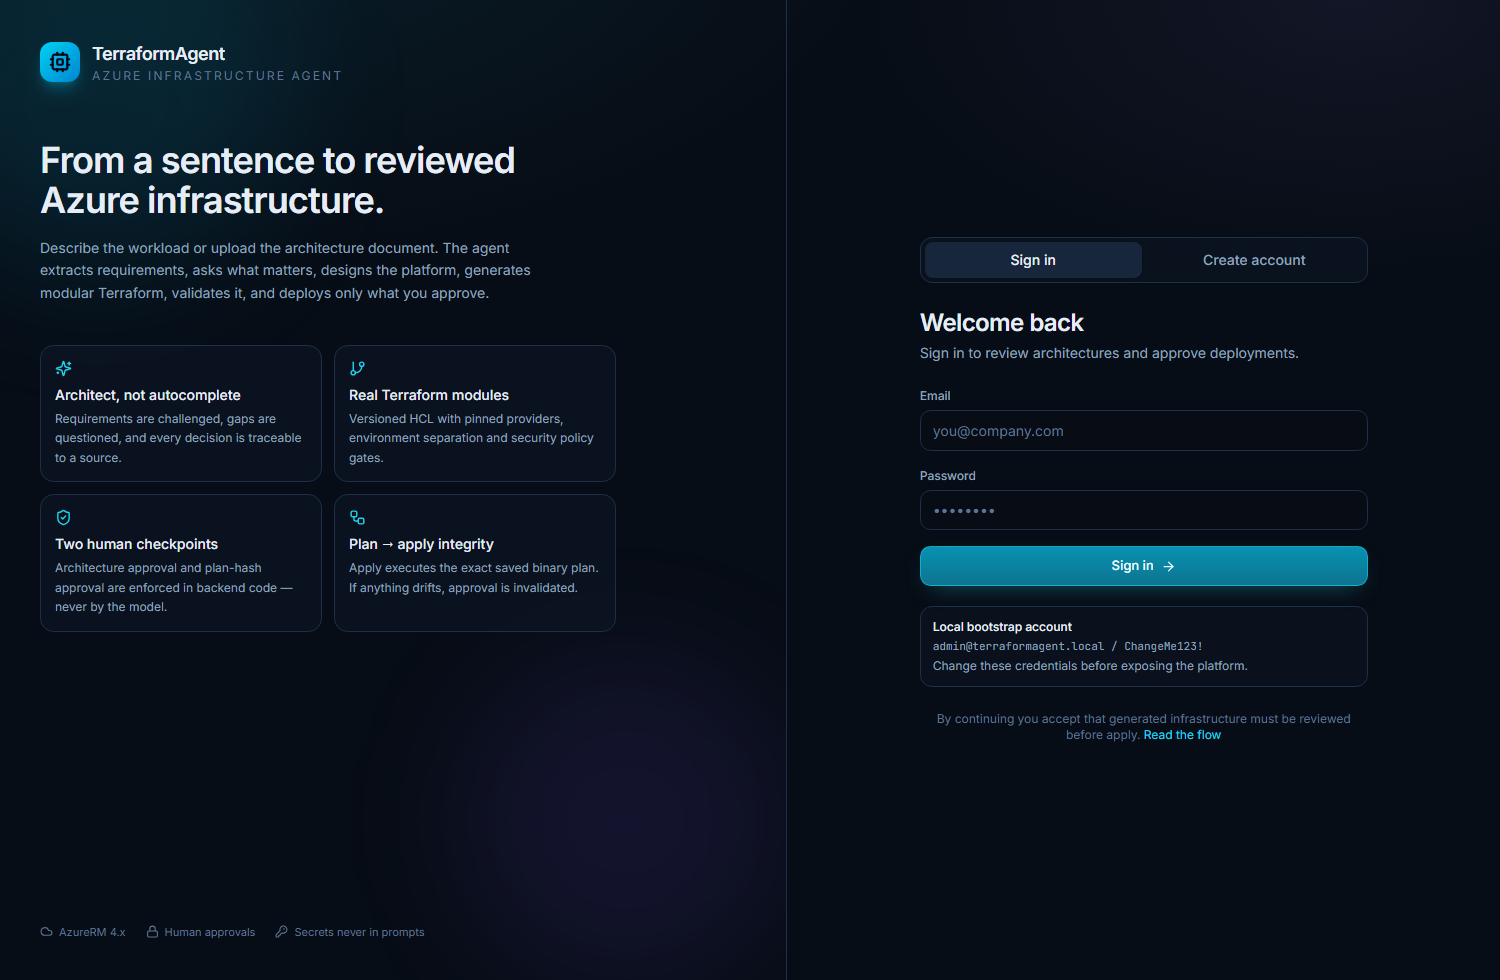 TerraformAgent
AZURE INFRASTRUCTURE AGENT
From a sentence to reviewed
Azure infrastructure.
Describe the workload or upload the architecture document. The agent
extracts requirements, asks what matters, designs the platform, generates
modular Terraform, validates it, and deploys only what you approve.
Architect, not autocomplete
Requirements are challenged, gaps are
questioned, and every decision is traceable
to a source.
Real Terraform modules
Versioned HCL with pinned providers,
environment separation and security policy
gates.
Two human checkpoints
Architecture approval and plan-hash
approval are enforced in backend code —
never by the model.
Plan → apply integrity
Apply executes the exact saved binary plan.
If anything drifts, approval is invalidated.
AzureRM 4.x
Human approvals
Secrets never in prompts
Sign in
Create account
Welcome back
Sign in to review architectures and approve deployments.
Email
you@company.com
Password
••••••••
Sign in →
Local bootstrap account
admin@terraformagent.local / ChangeMe123!
Change these credentials before exposing the platform.
By continuing you accept that generated infrastructure must be reviewed
before apply. Read the flow